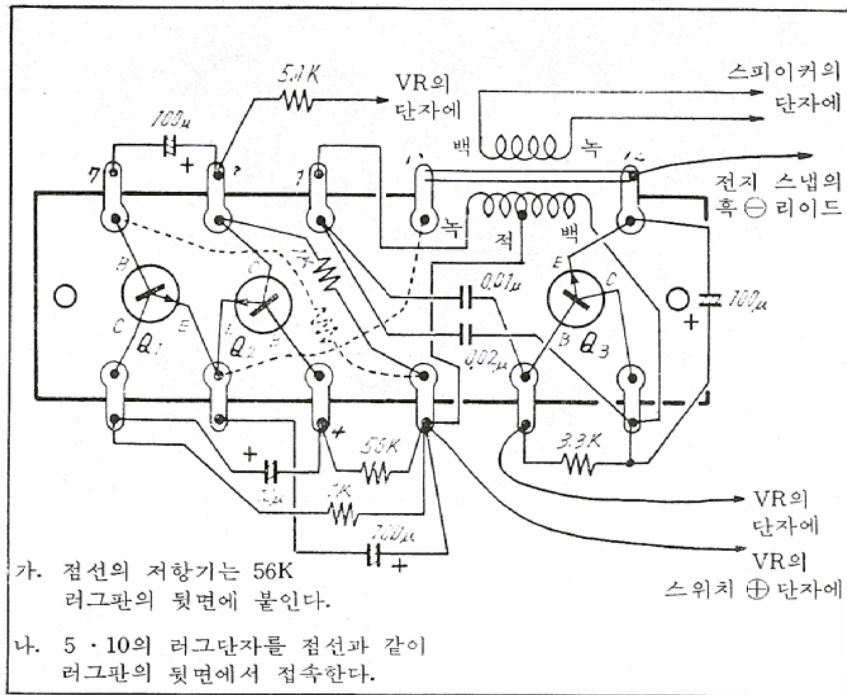 5.1K
VR의
단자에
스피이커의
단자에
100μ
+
백
녹
7
전지 스냅의
흑 ⊖ 리이드
녹
적
백
B
C
E
Q1
C
E
Q2
0.01μ
0.02μ
E
C
B
Q3
100μ
+
4
+
56K
1K
3.3K
100μ
+
VR의
단자에
VR의
스위치 ⊕ 단자에
가. 점선의 저항기는 56K
러그판의 뒷면에 붙인다.
나. 5·10의 러그단자를 점선과 같이
러그판의 뒷면에서 접속한다.